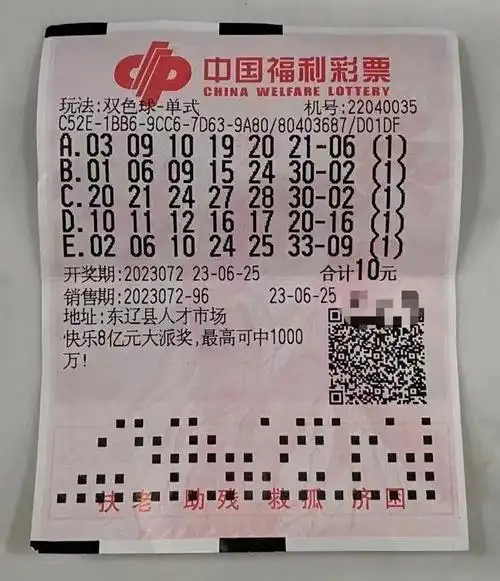 中国福利彩票
CHINA WELFARE LOTTERY
玩法:双色球-单式 机号:22040035
C52E-1BB6-9CC6-7D63-9A80/80403687/D01DF
A.03 09 10 19 20 21-06 (1)
B.01 06 09 15 24 30-02 (1)
C.20 21 24 27 28 30-02 (1)
D.10 11 12 16 17 20-16 (1)
E.02 06 10 24 25 33-09 (1)
开奖期:2023072 23-06-25 合计10元
销售期:2023072-96 23-06-25
地址:东辽县人才市场
快乐8亿元大派奖,最高可中1000
万!
扶老 助残 救孤 济困